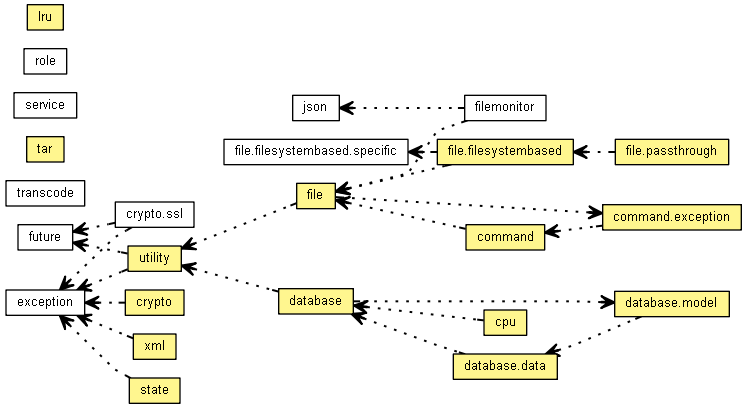 lru
role
service
tar
transcode
future
exception
crypto.ssl
utility
crypto
xml
state
json
file.filesystembased.specific
file
database
filemonitor
file.filesystembased
command
cpu
database.data
file.passthrough
command.exception
database.model